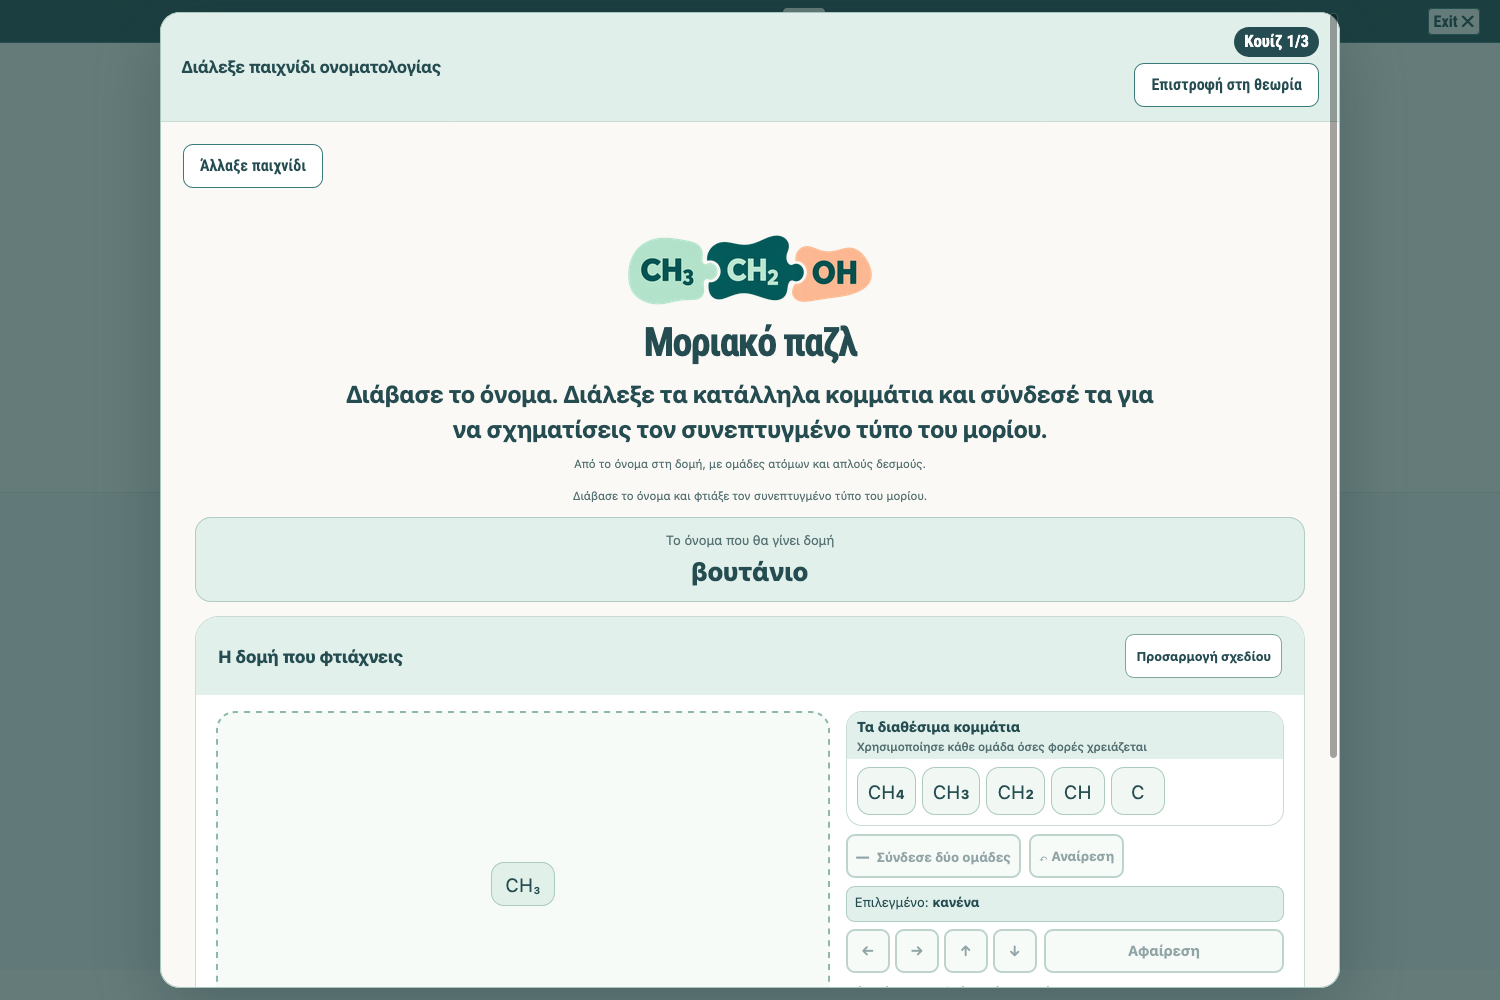 Exit ✕
Διάλεξε παιχνίδι ονοματολογίας
Κουίζ 1/3
Επιστροφή στη θεωρία
Άλλαξε παιχνίδι
CH₃ CH₂ OH
Μοριακό παζλ
Διάβασε το όνομα. Διάλεξε τα κατάλληλα κομμάτια και σύνδεσέ τα για
να σχηματίσεις τον συνεπτυγμένο τύπο του μορίου.
Από το όνομα στη δομή, με ομάδες ατόμων και απλούς δεσμούς.
Διάβασε το όνομα και φτιάξε τον συνεπτυγμένο τύπο του μορίου.
Το όνομα που θα γίνει δομή
βουτάνιο
Η δομή που φτιάχνεις
Προσαρμογή σχεδίου
Τα διαθέσιμα κομμάτια
Χρησιμοποίησε κάθε ομάδα όσες φορές χρειάζεται
CH₄ CH₃ CH₂ CH C
— Σύνδεσε δύο ομάδες
Αναίρεση
CH₃
Επιλεγμένο: κανένα
← → ↑ ↓ Αφαίρεση